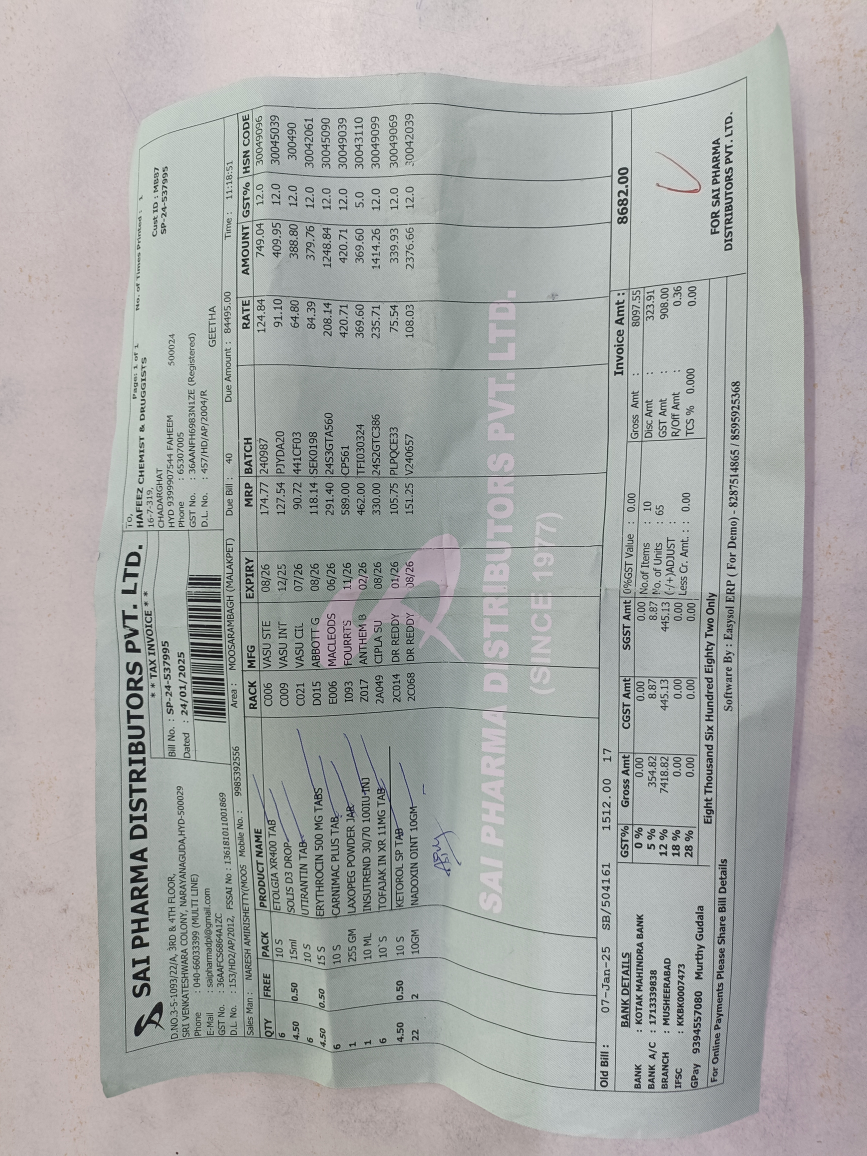 SAI PHARMA DISTRIBUTORS PVT. LTD.
D.NO.3-5-1093/22/A, 3RD & 4TH FLOOR,
SRI VENKATESHWARA COLONY, NARAYANAGUDA,HYD-500029
Phone : 040-66033399 (MULTI LINE)
E-Mail : saipharmadpl@gmail.com
GST No. : 36AAFCS6864A1ZC
D.L. No. : 153/HD2/AP/2012, FSSAI No : 136181011001869
* * TAX INVOICE * *
Bill No. : SP-24-537995
Dated : 24/01/2025
To, Page: 1 of 1 No. of Times Printed : 1
HAFEEZ CHEMIST & DRUGGISTS Cust ID : MB87
16-7-319, SP-24-537995
CHADARGHAT
HYD 9399907544 FAHEEM 500024
Phone : 65307005
GST No. : 36AANFH6983N1ZE (Registered)
D.L. No. : 457/HD/AP/2004/R GEETHA
Sales Man : NARESH AMIRISHETTY(MOOS Mobile No. : 9985392556 Area : MOOSARAMBAGH (MALAKPET) Due Bill : 40 Due Amount : 84495.00 Time : 11:18:51
QTY FREE PACK PRODUCT NAME RACK MFG EXPIRY MRP BATCH RATE AMOUNT GST% HSN CODE
6 10 S ETOLGIA XR400 TAB C006 VASU STE 08/26 174.77 240987 124.84 749.04 12.0 30049096
4.50 0.50 15ml SOLIS D3 DROP C009 VASU INT 12/25 127.54 PJYDA20 91.10 409.95 12.0 30045039
6 10 S UTIRANTIN TAB C021 VASU CIL 07/26 90.72 441CF03 64.80 388.80 12.0 300490
4.50 0.50 15 S ERYTHROCIN 500 MG TABS D015 ABBOTT G 08/26 118.14 SEK0198 84.39 379.76 12.0 30042061
6 10 S CARNIMAC PLUS TAB E006 MACLEODS 06/26 291.40 24S3GTA560 208.14 1248.84 12.0 30045090
1 255 GM LAXOPEG POWDER JAR I093 FOURRTS 11/26 589.00 CP561 420.71 420.71 12.0 30049039
1 10 ML INSUTREND 30/70 100IU INJ Z017 ANTHEM B 02/26 462.00 TFI030324 369.60 369.60 5.0 30043110
6 10`S TOFAJAK IN XR 11MG TAB 2A049 CIPLA SU 08/26 330.00 24S2GTC386 235.71 1414.26 12.0 30049099
4.50 0.50 10 S KETOROL SP TAB 2C014 DR REDDY 01/26 105.75 PLPQCE33 75.54 339.93 12.0 30049069
22 2 10GM NADOXIN OINT 10GM 2C068 DR REDDY 08/26 151.25 V240657 108.03 2376.66 12.0 30042039
SAI PHARMA DISTRIBUTORS PVT. LTD.
(SINCE 1977)
Old Bill : 07-Jan-25 SB/504161 1512.00 17
BANK DETAILS
BANK : KOTAK MAHINDRA BANK
BANK A/C : 1713339838
BRANCH : MUSHEERABAD
IFSC : KKBK0007473
GPay 9394557080 Murthy Gudala
GST% Gross Amt CGST Amt SGST Amt
0 % 0.00 0.00 0.00
5 % 354.82 8.87 8.87
12 % 7418.82 445.13 445.13
18 % 0.00 0.00 0.00
28 % 0.00 0.00 0.00
0%GST Value : 0.00
No.of Items : 10
No. of Units : 65
(-/+)ADJUST :
Less Cr. Amt. : : 0.00
Invoice Amt : 8682.00
Gross Amt : 8097.55
Disc Amt : 323.91
GST Amt : 908.00
R/Off Amt : 0.36
TCS % 0.000 0.00
Eight Thousand Six Hundred Eighty Two Only
For Online Payments Please Share Bill Details
Software By : Easysol ERP ( For Demo) - 8287514865 / 8595925368
FOR SAI PHARMA
DISTRIBUTORS PVT. LTD.